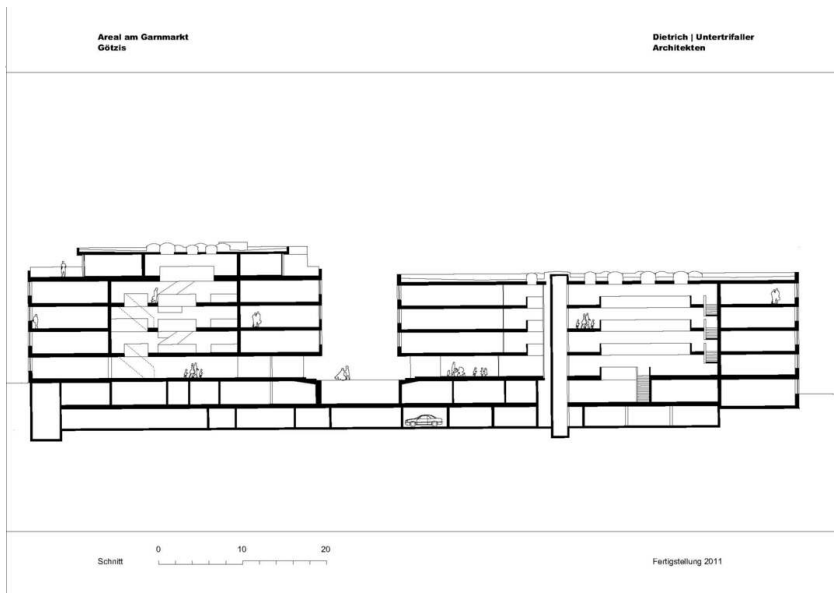 Areal am Garnmarkt
Götzis
Dietrich | Untertrifaller
Architekten
Schnitt
0 10 20
Fertigstellung 2011